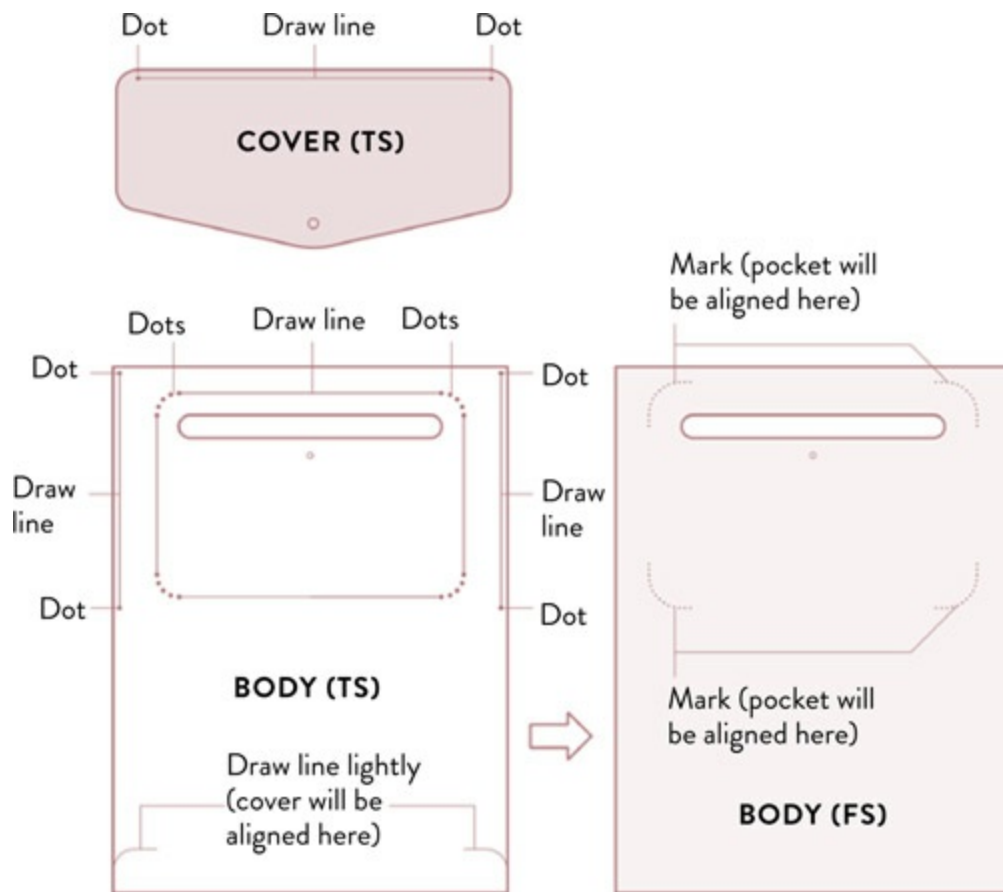 Dot
Draw line
Dot
COVER (TS)
Mark (pocket will
be aligned here)
Dots
Draw line
Dots
Dot
Dot
Draw
line
Draw
line
Dot
Dot
BODY (TS)
Mark (pocket will
be aligned here)
Draw line lightly
(cover will be
aligned here)
BODY (FS)